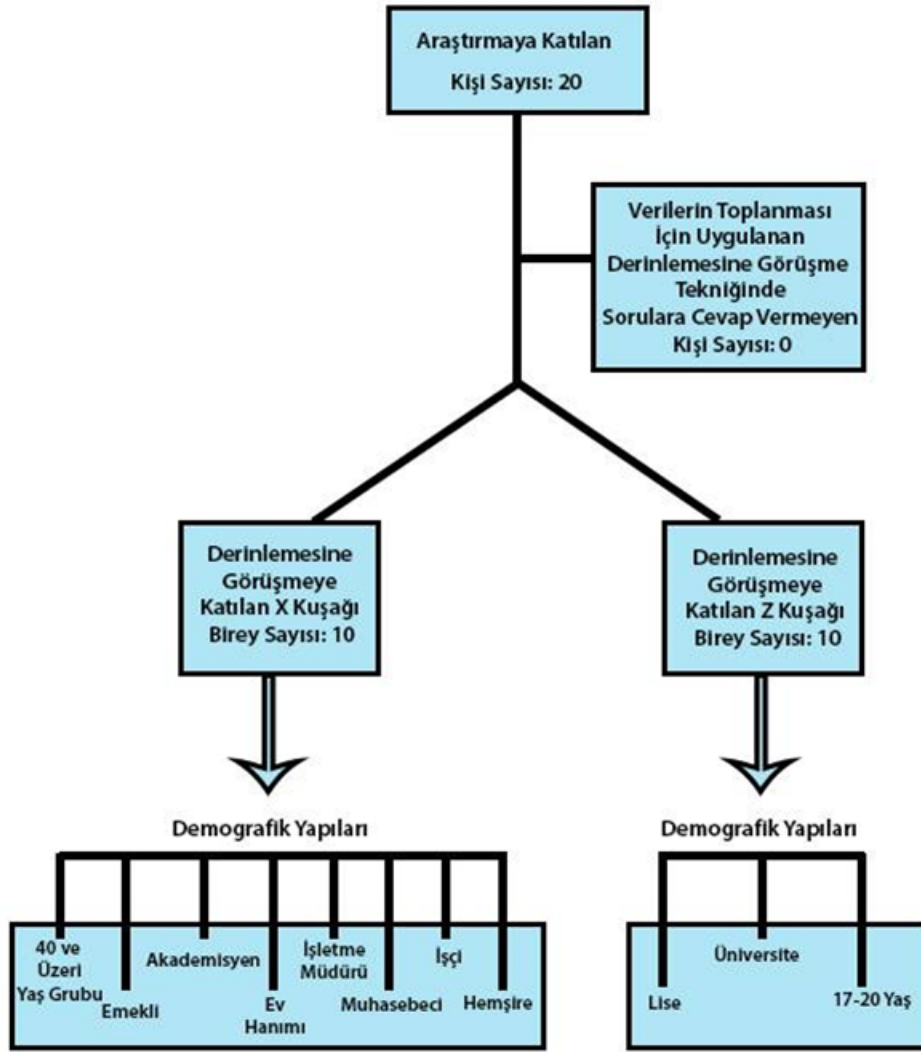 Araştırmaya Katılan
Kişi Sayısı: 20
Verilerin Toplanması
İçin Uygulanan
Derinlemesine Görüşme
Tekniğinde
Sorulara Cevap Vermeyen
Kişi Sayısı: 0
Derinlemesine
Görüşmeye
Katılan X Kuşağı
Birey Sayısı: 10
Derinlemesine
Görüşmeye
Katılan Z Kuşağı
Birey Sayısı: 10
Demografik Yapıları
40 ve
Üzeri
Yaş Grubu
Emekli
Akademisyen
Ev
Hanımı
İşletme
Müdürü
Muhasebeci
İşçi
Hemşire
Demografik Yapıları
Lise
Üniversite
17-20 Yaş